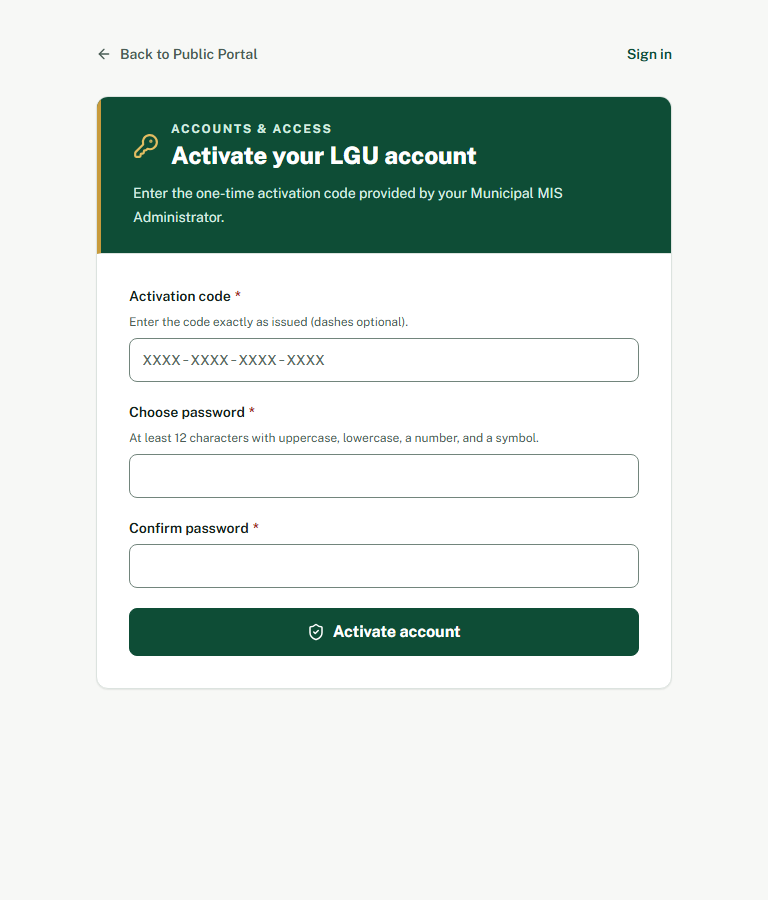 Back to Public Portal
Sign in
ACCOUNTS & ACCESS
Activate your LGU account
Enter the one-time activation code provided by your Municipal MIS
Administrator.
Activation code *
Enter the code exactly as issued (dashes optional).
XXXX-XXXX-XXXX-XXXX
Choose password *
At least 12 characters with uppercase, lowercase, a number, and a symbol.
Confirm password *
Activate account